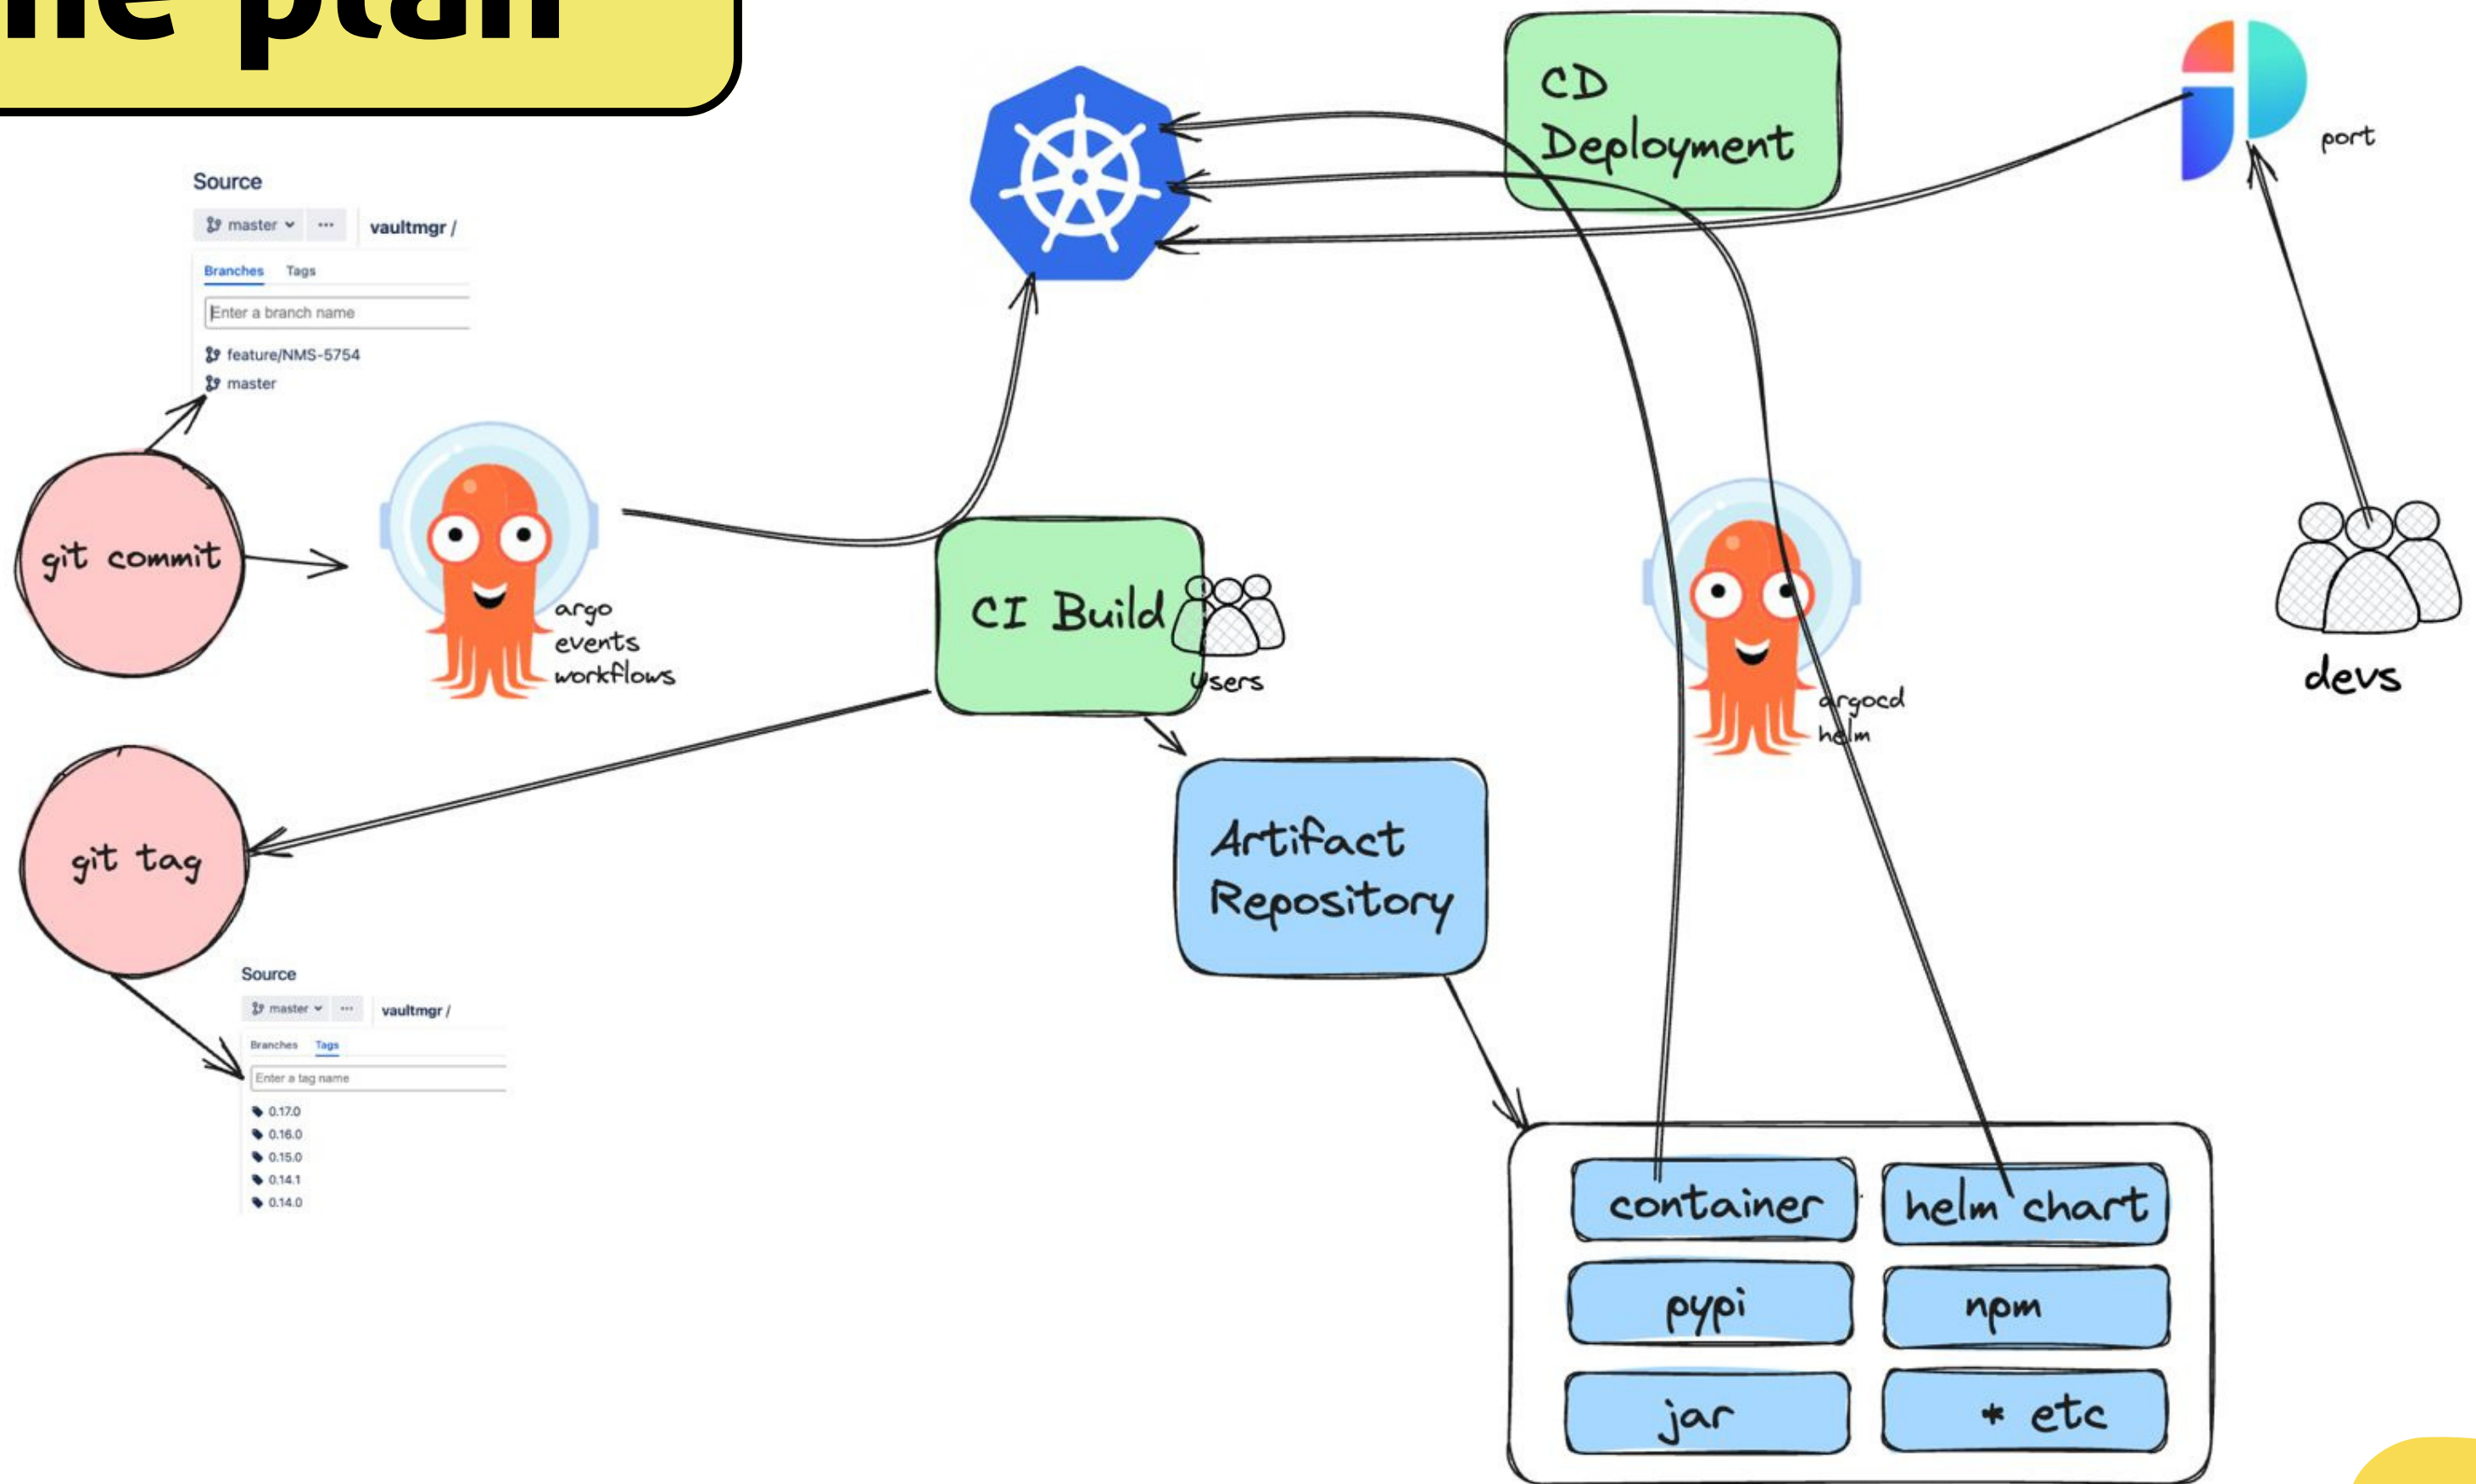 plan
CD
Deployment
port
Source
master
vaultmgr /
Branches Tags
Enter a branch name
feature/NMS-5754
master
git commit
argo
events
workflows
CI Build
users
argocd
helm
devs
git tag
Artifact
Repository
Source
master
vaultmgr /
Branches Tags
Enter a tag name
0.17.0
0.16.0
0.15.0
0.14.1
0.14.0
container
helm chart
pypi
npm
jar
* etc